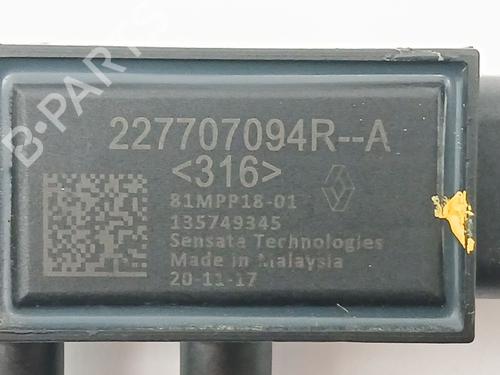 227707094R--A
<316>
81MPP18-01
135749345
Sensata Technologies
Made in Malaysia
20-11-17
B-PARTS